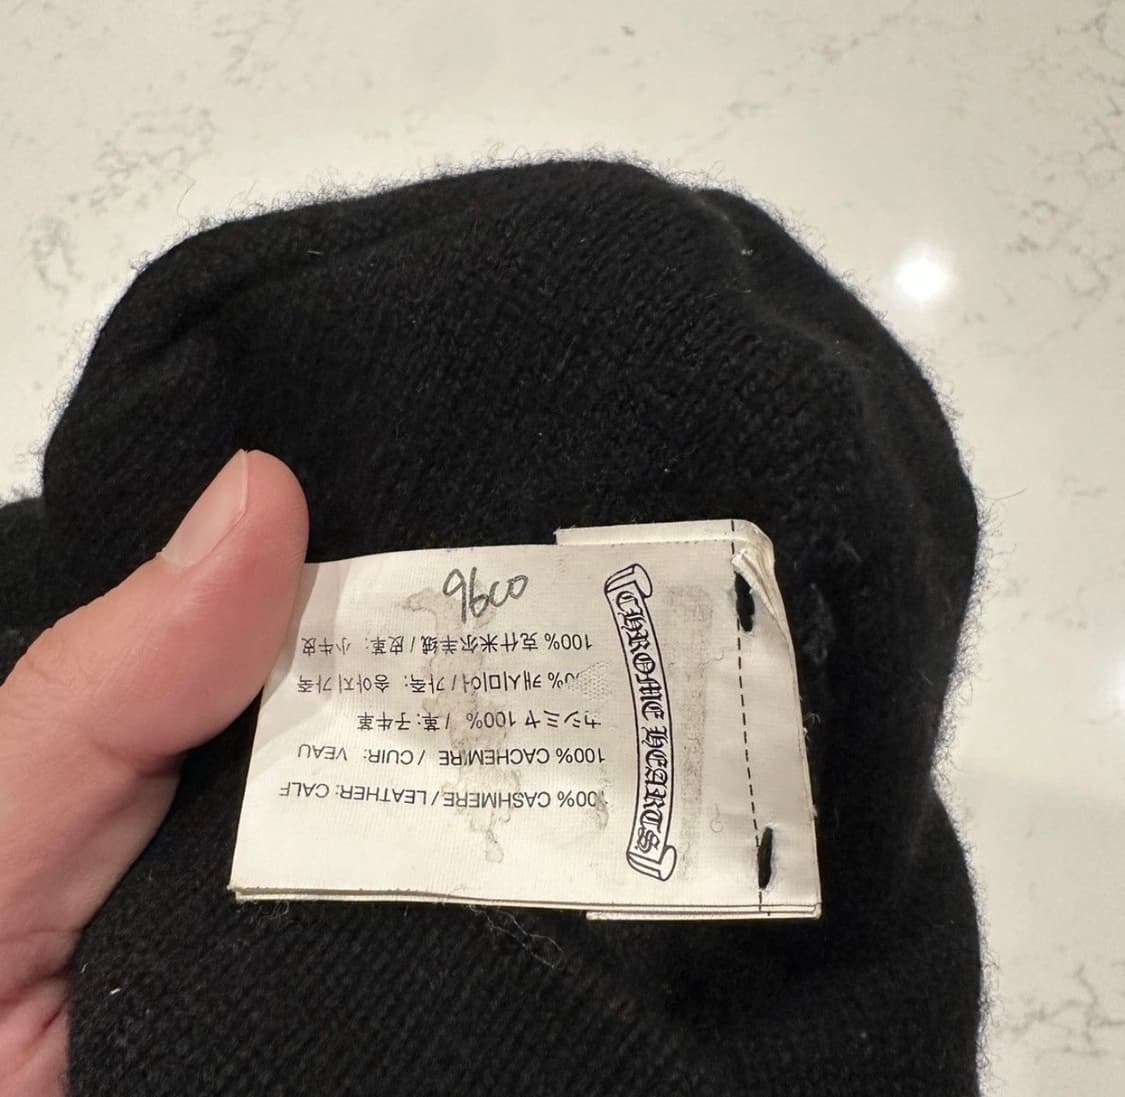 CHROME HEARTS
100% CASHMERE / LEATHER: CALF
100% CACHEMIRE / CUIR: VEAU
カシミヤ 100% / 革:子牛革
캐시미어 / 가죽: 송아지가죽
100% 克什米尔羊绒 / 皮革: 小牛皮